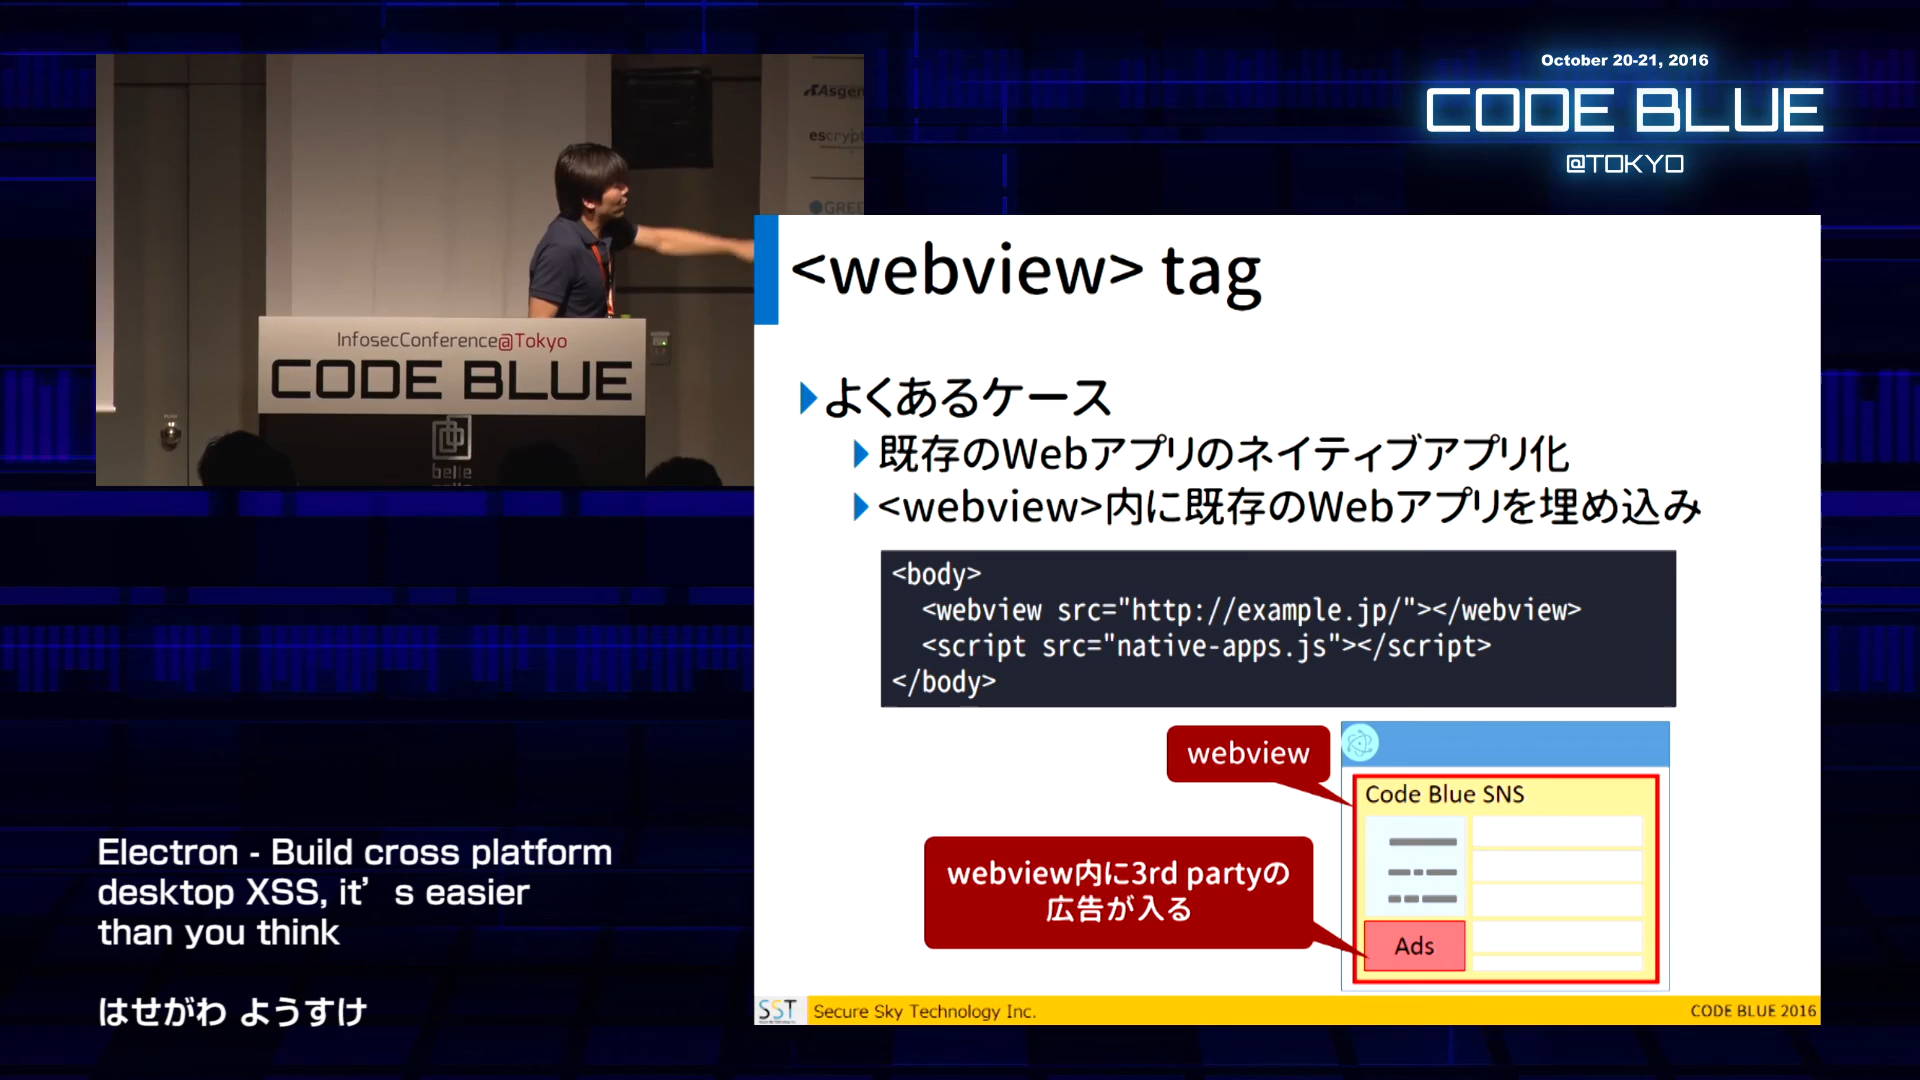 October 20-21, 2016
CODE BLUE
@TOKYO
escrypt
InfosecConference@Tokyo
CODE BLUE
belle
<webview> tag
よくあるケース
既存のWebアプリのネイティブアプリ化
<webview>内に既存のWebアプリを埋め込み
<body>
<webview src="http://example.jp/"></webview>
<script src="native-apps.js"></script>
</body>
webview
Code Blue SNS
webview内に3rd partyの
広告が入る
Ads
SST Secure Sky Technology Inc.
CODE BLUE 2016
Electron - Build cross platform
desktop XSS, it’s easier
than you think
はせがわ ようすけ